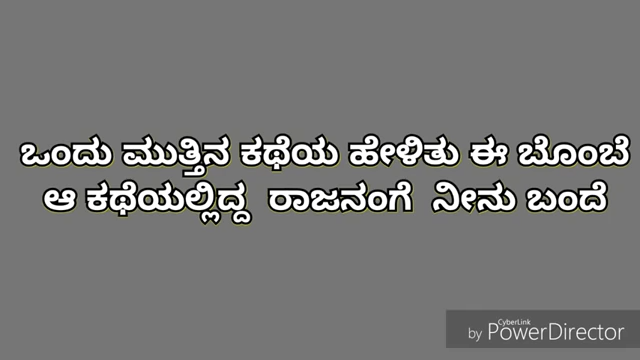 ಒಂದು ಮುತ್ತಿನ ಕಥೆಯ ಹೇಳಿತು ಈ ಬೊಂಬೆ
ಆ ಕಥೆಯಲ್ಲಿದ್ದ ರಾಜನಂಗೆ ನೀನು ಬಂದೆ
by CyberLink PowerDirector